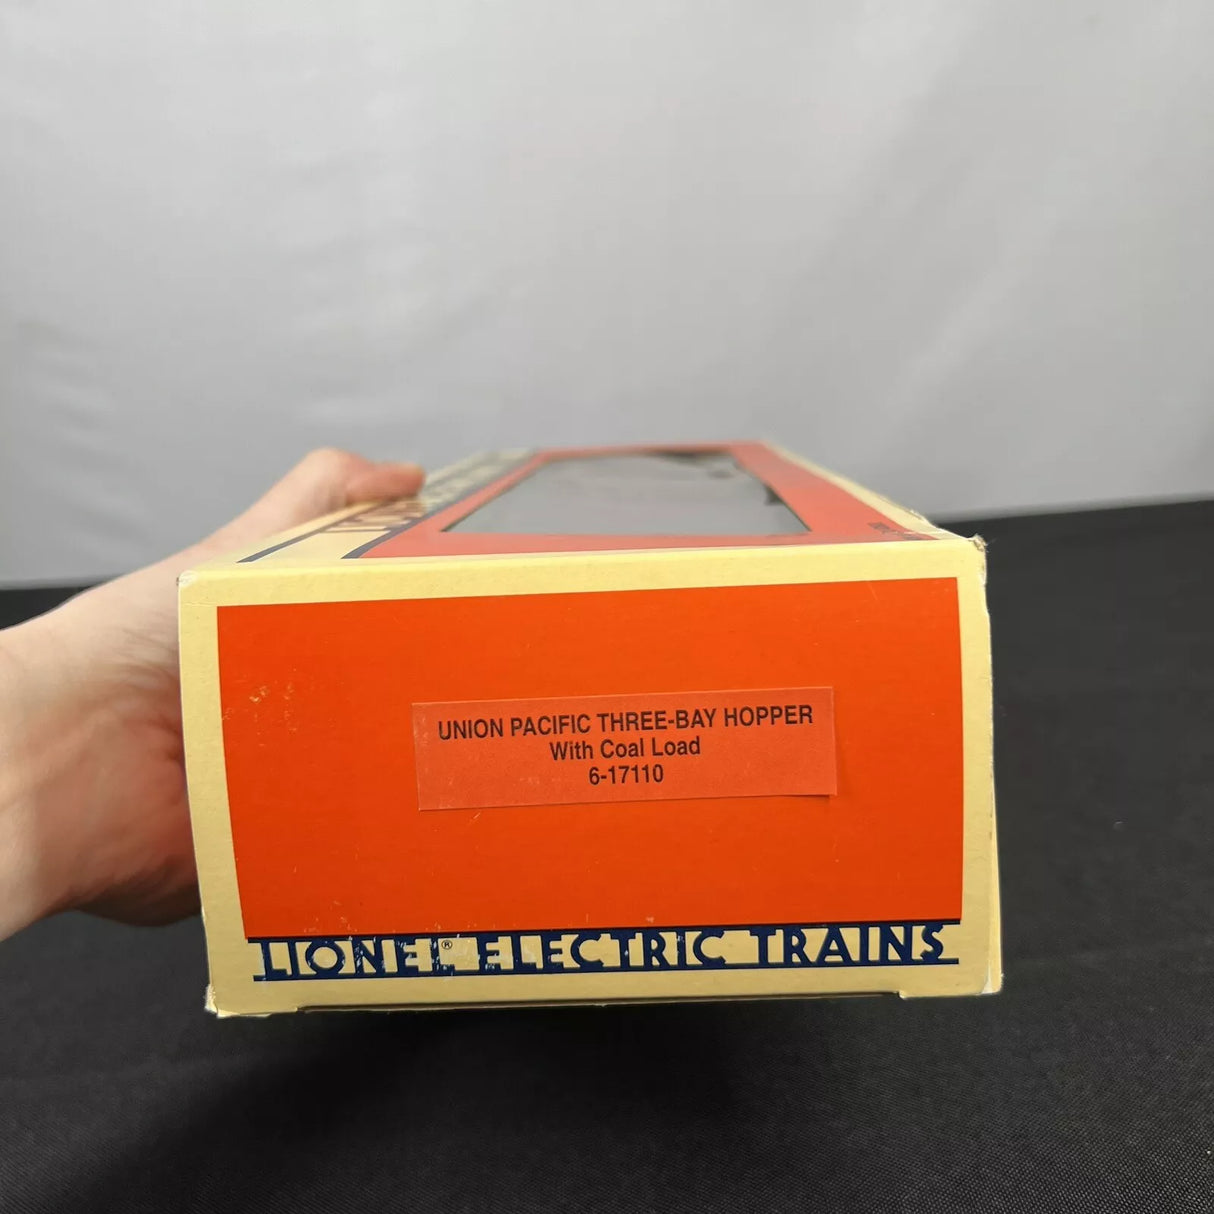 UNION PACIFIC THREE-BAY HOPPER
With Coal Load
6-17110
LIONEL® ELECTRIC TRAINS